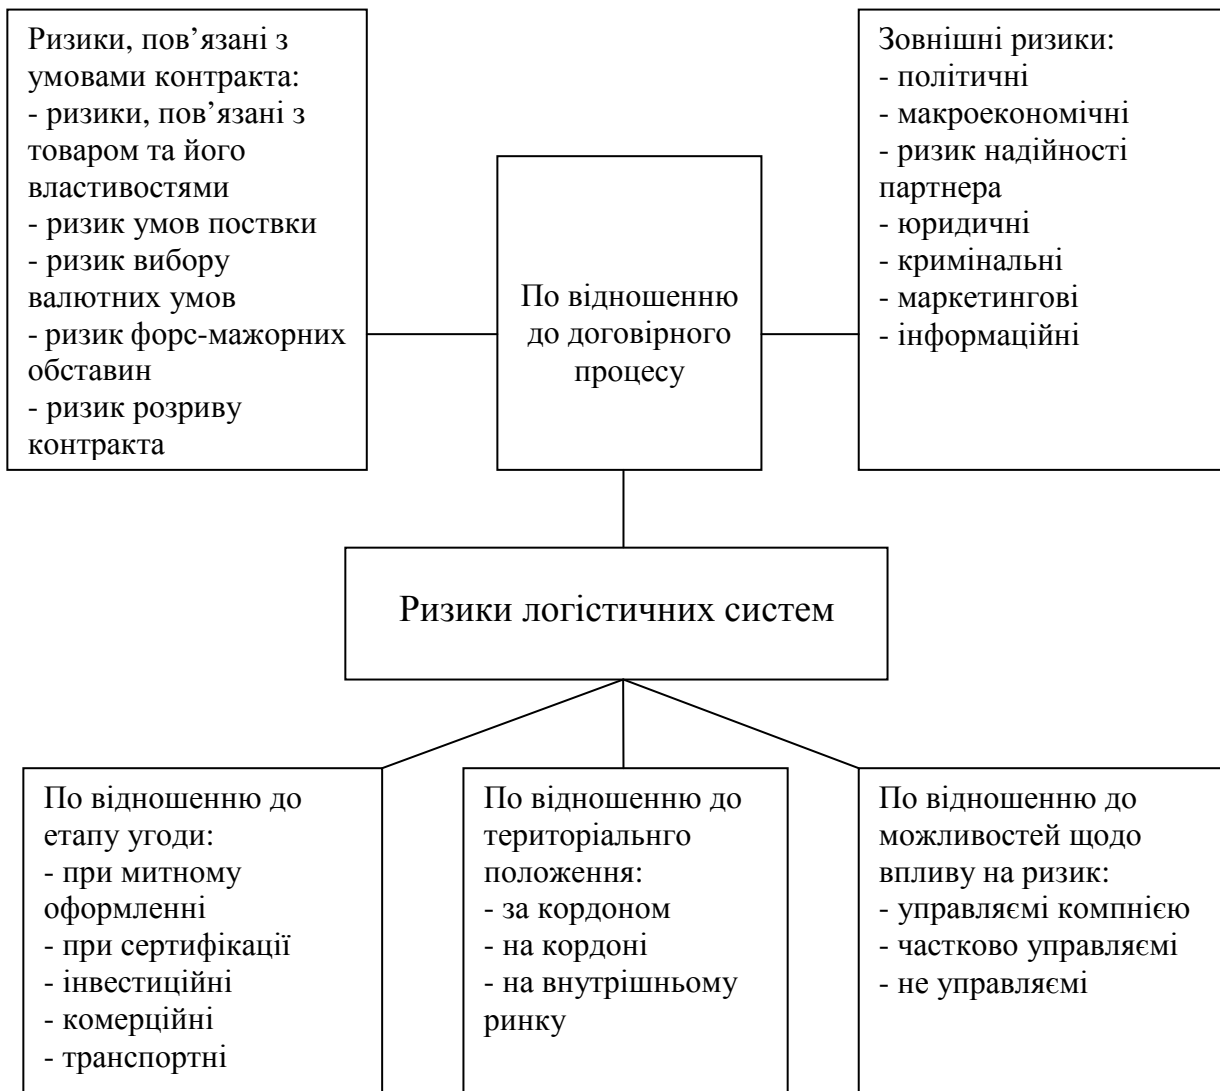 Ризики, пов’язані з
умовами контракта:
- ризики, пов’язані з
товаром та його
властивостями
- ризик умов поствки
- ризик вибору
валютних умов
- ризик форс-мажорних
обставин
- ризик розриву
контракта
По відношенню
до договірного
процесу
Зовнішні ризики:
- політичні
- макроекономічні
- ризик надійності
партнера
- юридичні
- кримінальні
- маркетингові
- інформаційні
Ризики логістичних систем
По відношенню до
етапу угоди:
- при митному
оформленні
- при сертифікації
- інвестиційні
- комерційні
- транспортні
По відношенню до
територіальнго
положення:
- за кордоном
- на кордоні
- на внутрішньому
ринку
По відношенню до
можливостей щодо
впливу на ризик:
- управляємі компнією
- частково управляємі
- не управляємі